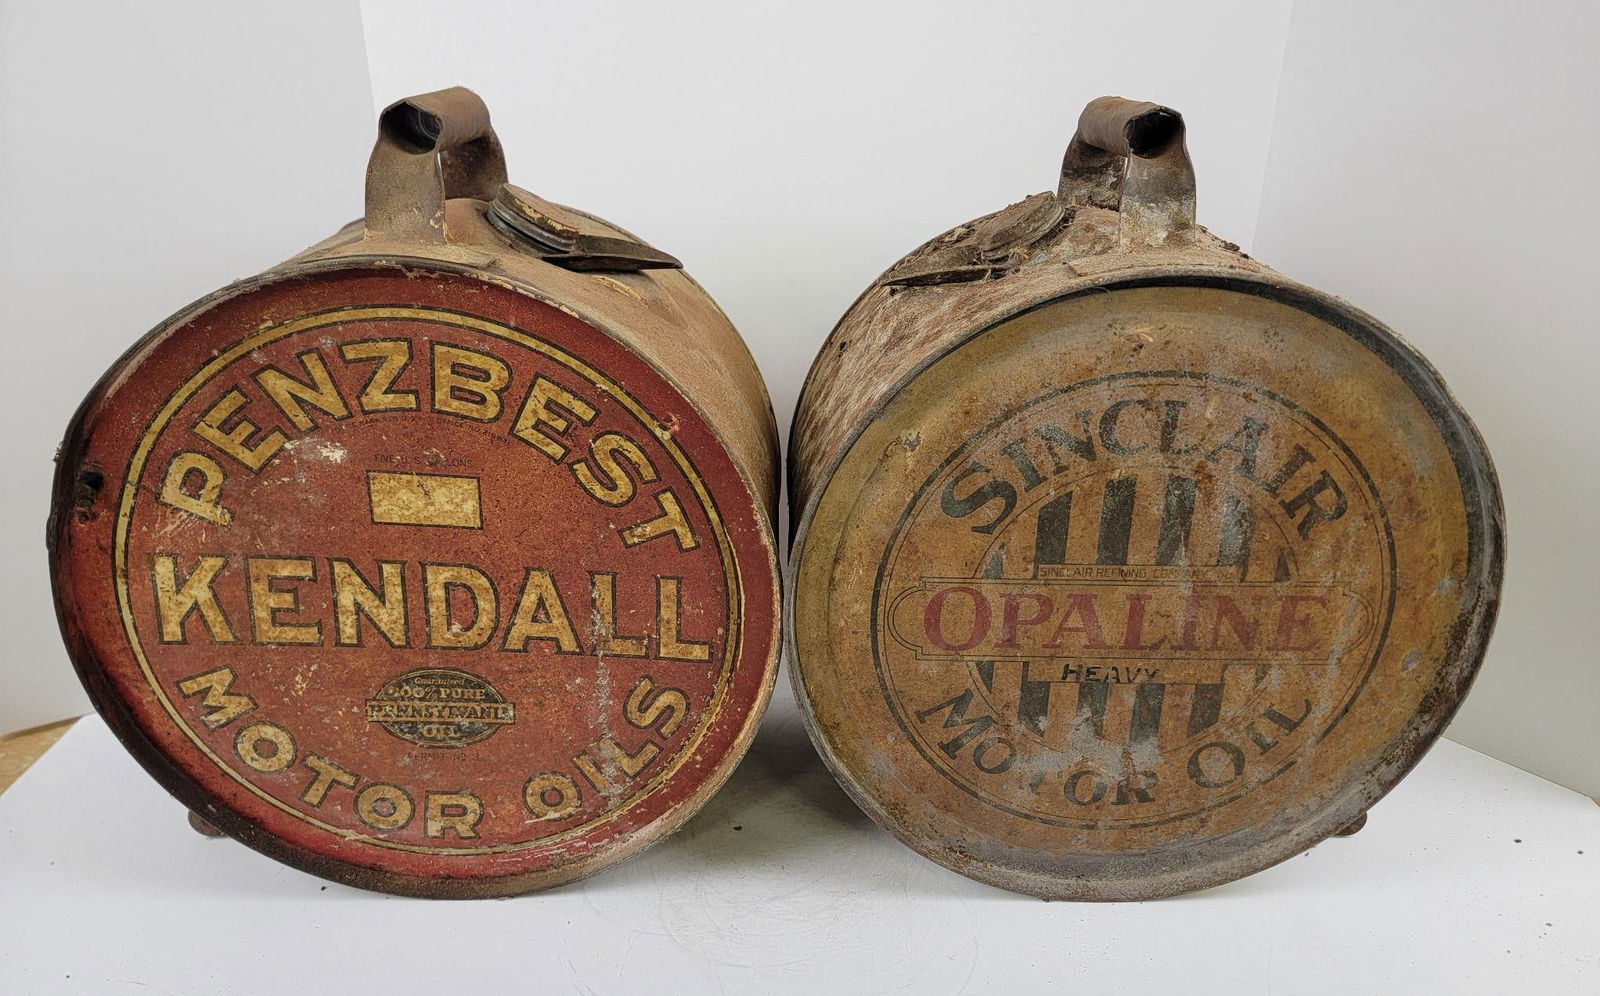 PENZBEST
FIVE U.S. GALLONS
KENDALL
Guaranteed
100% PURE
PENNSYLVANIA
OIL
MOTOR OILS
SINCLAIR
SINCLAIR REFINING COMPANY
OPALINE
HEAVY
MOTOR OIL